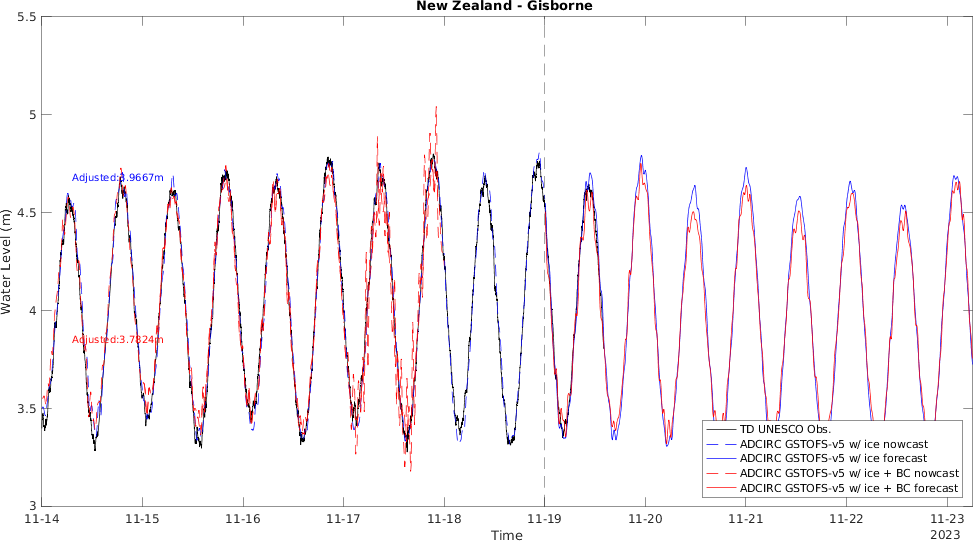 New Zealand - Gisborne
5.5
5
4.5
4
3.5
3
Water Level (m)
Adjusted:3.9667m
Adjusted:3.7824m
TD UNESCO Obs.
ADCIRC GSTOFS-v5 w/ ice nowcast
ADCIRC GSTOFS-v5 w/ ice forecast
ADCIRC GSTOFS-v5 w/ ice + BC nowcast
ADCIRC GSTOFS-v5 w/ ice + BC forecast
11-14 11-15 11-16 11-17 11-18 11-19 11-20 11-21 11-22 11-23
2023
Time